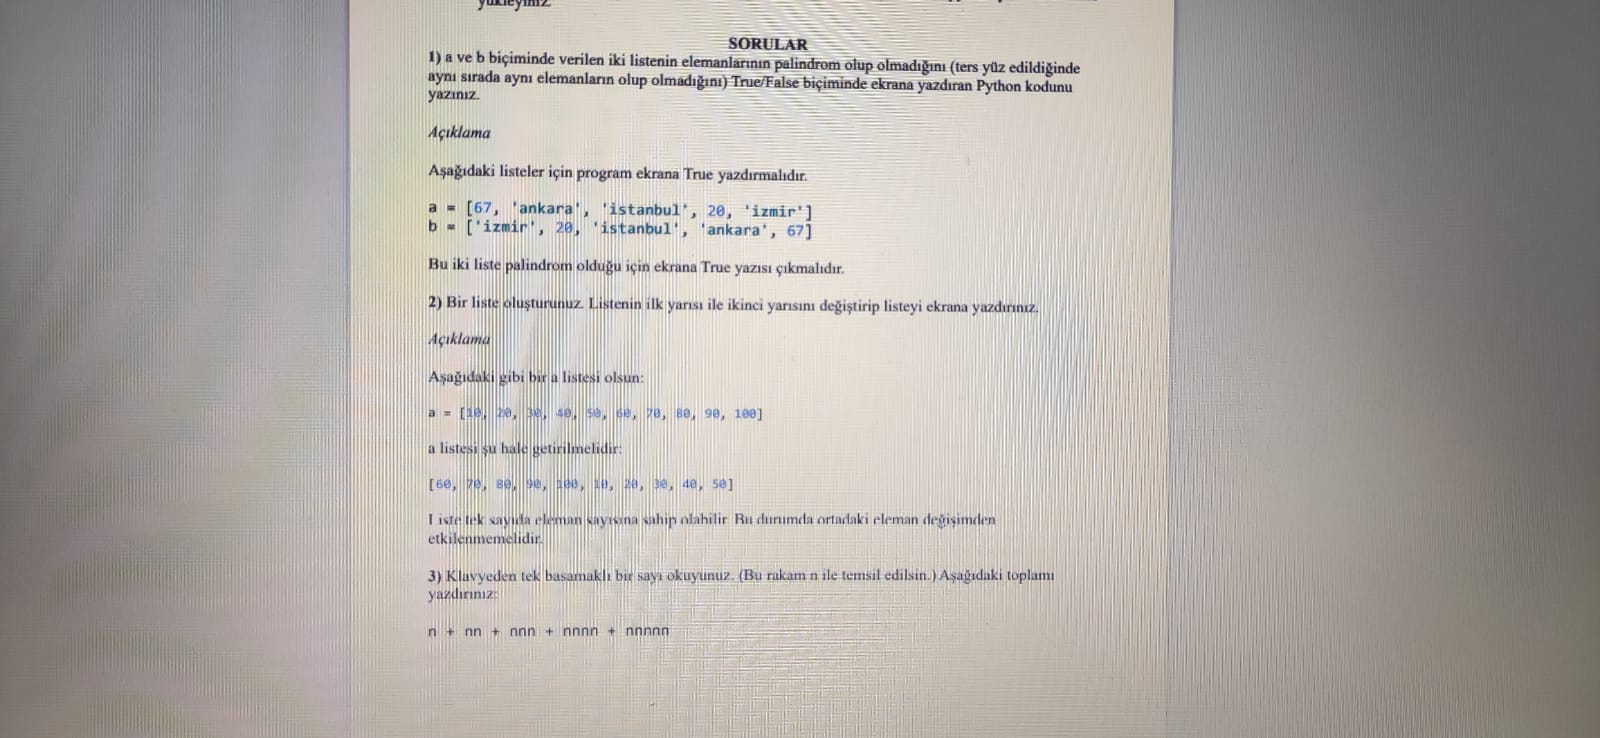 yükleyiniz.
SORULAR
1) a ve b biçiminde verilen iki listenin elemanlarının palindrom olup olmadığını (ters yüz edildiğinde
aynı sırada aynı elemanların olup olmadığını) True/False biçiminde ekrana yazdıran Python kodunu
yazınız.
Açıklama
Aşağıdaki listeler için program ekrana True yazdırmalıdır.
a = [67, 'ankara', 'istanbul', 20, 'izmir']
b = ['izmir', 20, 'istanbul', 'ankara', 67]
Bu iki liste palindrom olduğu için ekrana True yazısı çıkmalıdır.
2) Bir liste oluşturunuz. Listenin ilk yarısı ile ikinci yarısını değiştirip listeyi ekrana yazdırınız.
Açıklama
Aşağıdaki gibi bir a listesi olsun:
a = [10, 20, 30, 40, 50, 60, 70, 80, 90, 100]
a listesi şu hale getirilmelidir:
[60, 70, 80, 90, 100, 10, 20, 30, 40, 50]
Liste tek sayıda eleman sayısına sahip olabilir. Bu durumda ortadaki eleman değişimden
etkilenmemelidir.
3) Klavyeden tek basamaklı bir sayı okuyunuz. (Bu rakam n ile temsil edilsin.) Aşağıdaki toplamı
yazdırınız:
n + nn + nnn + nnnn + nnnnn